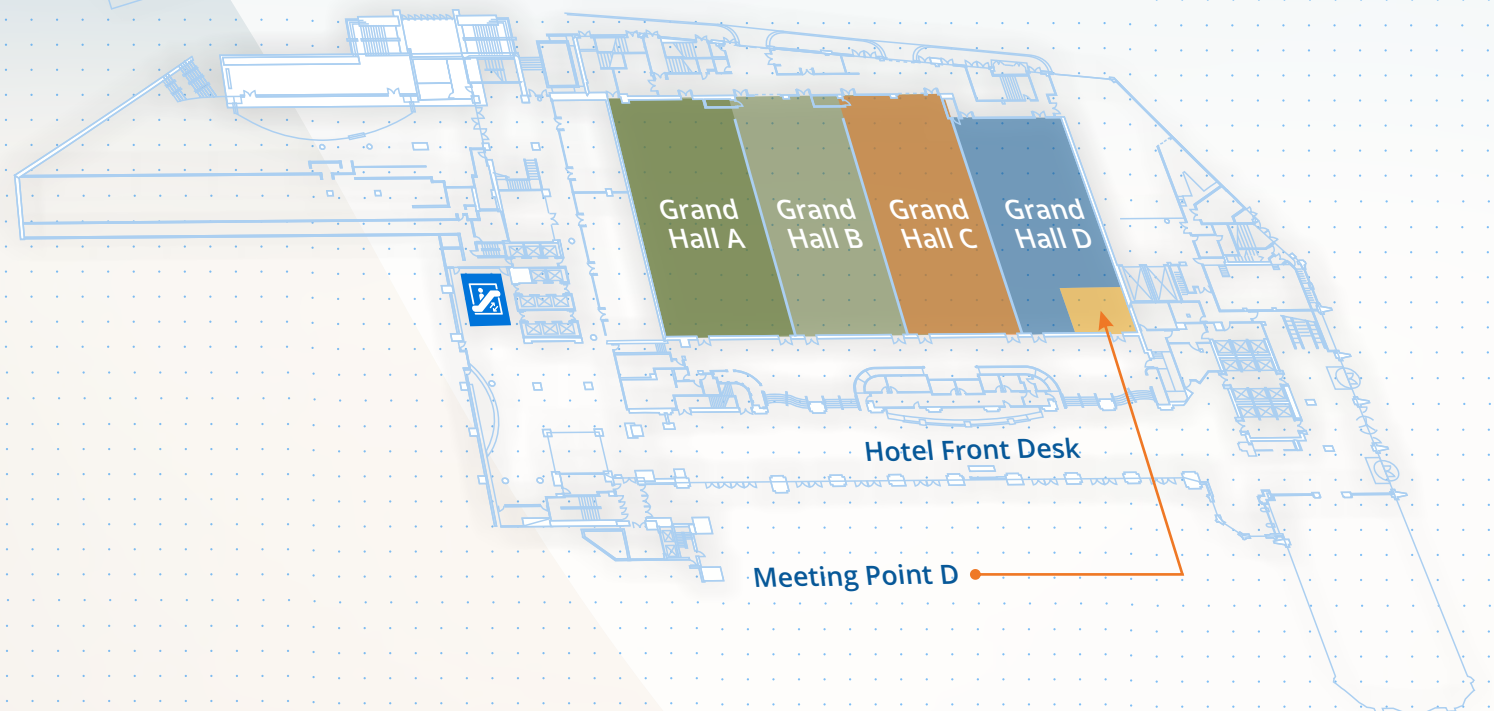 Grand
Hall A
Grand
Hall B
Grand
Hall C
Grand
Hall D
Hotel Front Desk
Meeting Point D